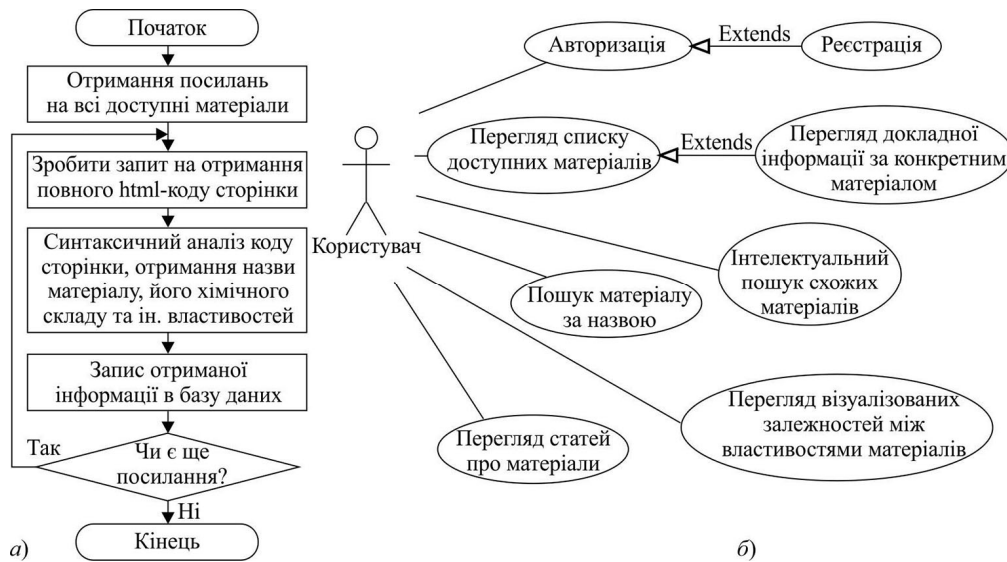 Початок
Отримання посилань
на всі доступні матеріали
Зробити запит на отримання
повного html-коду сторінки
Синтаксичний аналіз коду
сторінки, отримання назви
матеріалу, його хімічного
складу та ін. властивостей
Запис отриманої
інформації в базу даних
Так
Чи є ще
посилання?
Ні
Кінець
а)
Користувач
Авторизація
Extends
Реєстрація
Перегляд списку
доступних матеріалів
Extends
Перегляд докладної
інформації за конкретним
матеріалом
Інтелектуальний
пошук схожих
матеріалів
Пошук матеріалу
за назвою
Перегляд візуалізованих
залежностей між
властивостями матеріалів
Перегляд статей
про матеріали
б)